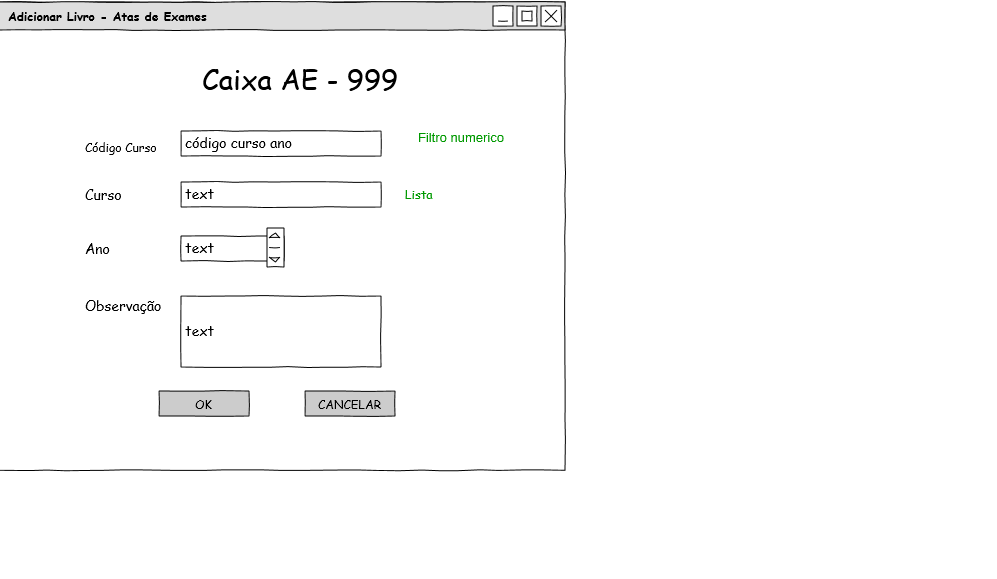 Adicionar Livro - Atas de Exames
Caixa AE - 999
Código Curso
código curso ano
Filtro numerico
Curso
text
Lista
Ano
text
Observação
text
OK
CANCELAR